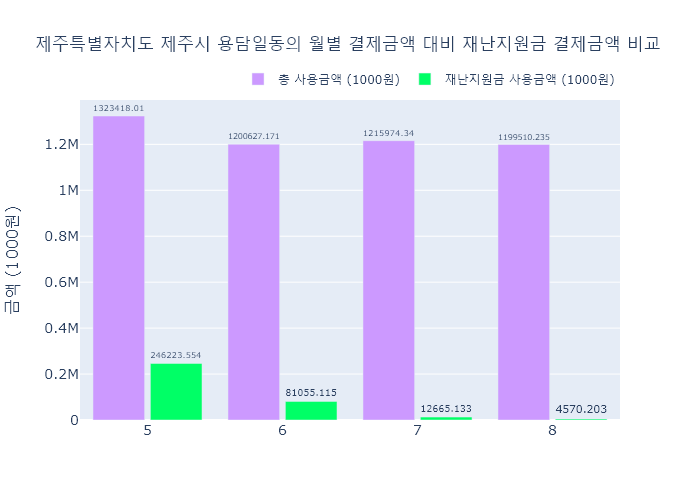 제주특별자치도 제주시 용담일동의 월별 결제금액 대비 재난지원금 결제금액 비교
총 사용금액 (1000원) 재난지원금 사용금액 (1000원)
1323418.01
1200627.171
1215974.34
1199510.235
246223.554
81055.115
12665.133
4570.203
1.2M
1M
0.8M
0.6M
0.4M
0.2M
0
5 6 7 8
금액 (1000원)